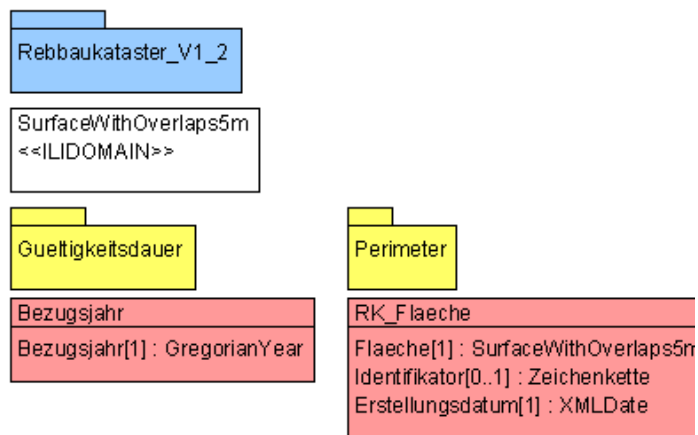 Rebbaukataster_V1_2
SurfaceWithOverlaps5m
<<ILIDOMAIN>>
Gueltigkeitsdauer
Perimeter
Bezugsjahr
Bezugsjahr[1] : GregorianYear
RK_Flaeche
Flaeche[1] : SurfaceWithOverlaps5m
Identifikator[0..1] : Zeichenkette
Erstellungsdatum[1] : XMLDate